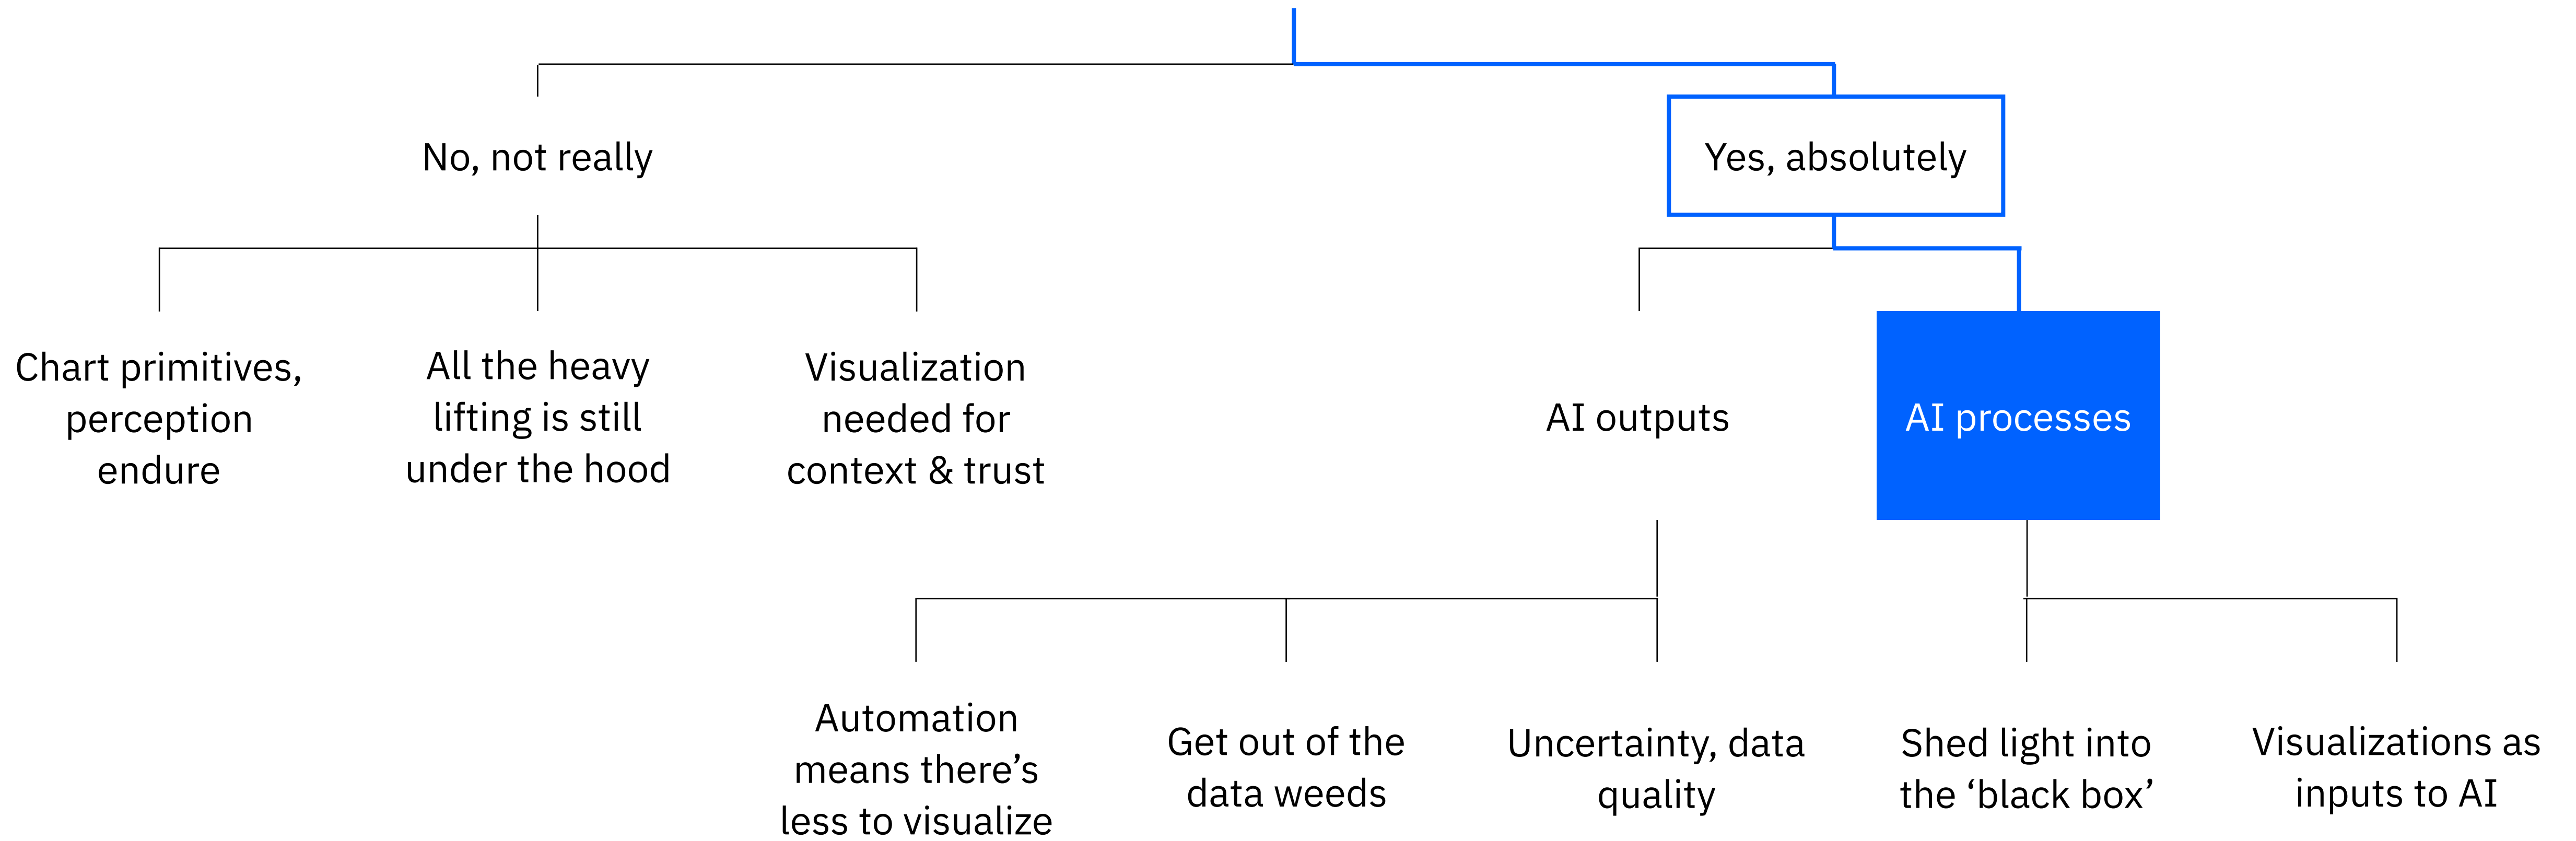 No, not really
Yes, absolutely
Chart primitives,
perception
endure
All the heavy
lifting is still
under the hood
Visualization
needed for
context & trust
AI outputs
AI processes
Automation
means there’s
less to visualize
Get out of the
data weeds
Uncertainty, data
quality
Shed light into
the ‘black box’
Visualizations as
inputs to AI